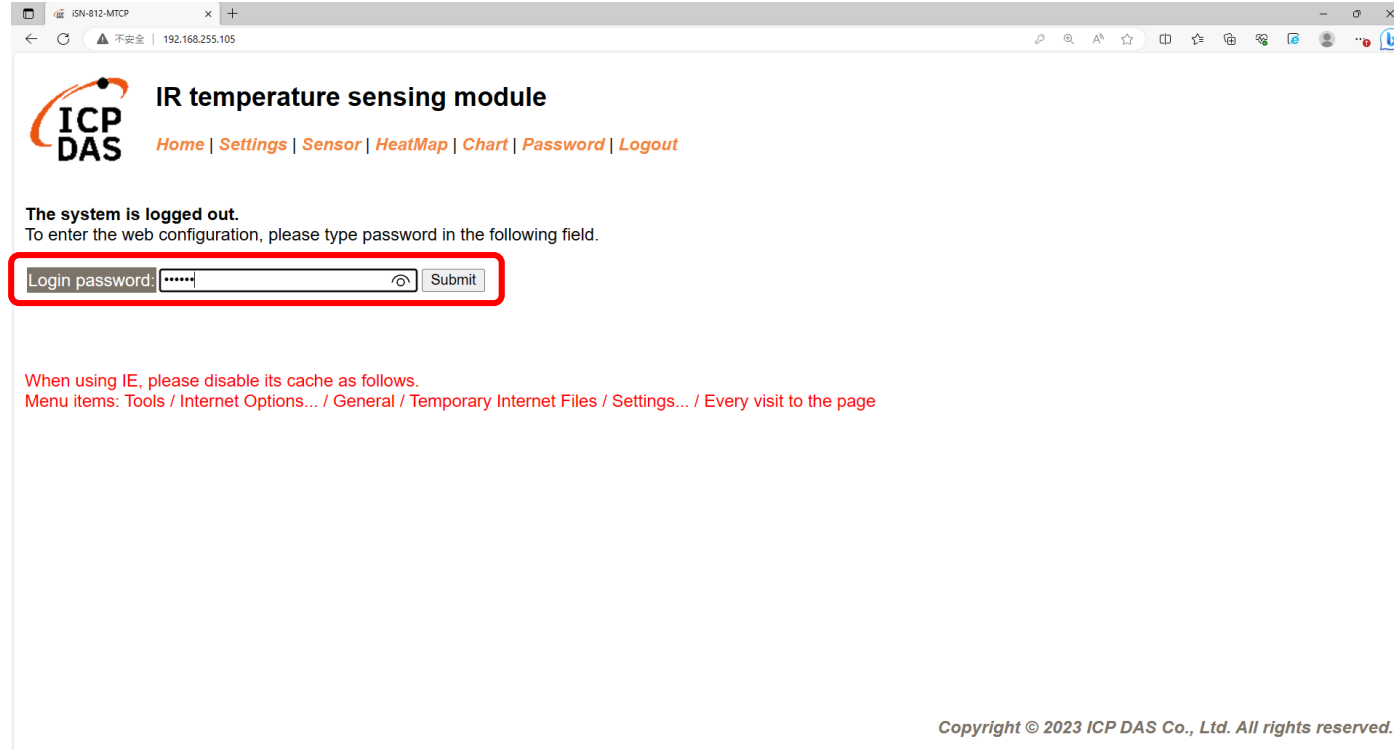 iSN-812-MTCP
不安全 | 192.168.255.105
ICP
DAS
IR temperature sensing module
Home | Settings | Sensor | HeatMap | Chart | Password | Logout
The system is logged out.
To enter the web configuration, please type password in the following field.
Login password: •••••• Submit
When using IE, please disable its cache as follows.
Menu items: Tools / Internet Options... / General / Temporary Internet Files / Settings... / Every visit to the page
Copyright © 2023 ICP DAS Co., Ltd. All rights reserved.